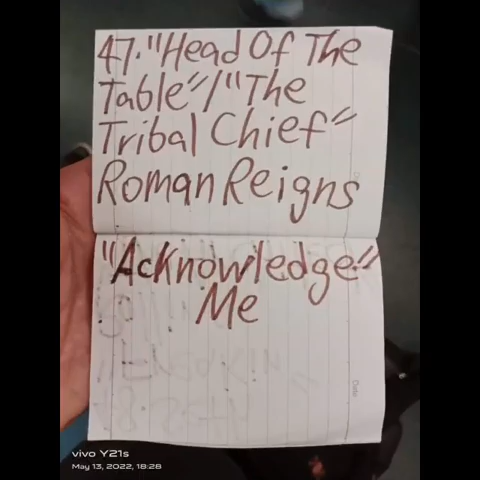 47."Head Of The
Table"/"The
Tribal Chief"
Roman Reigns
"Acknowledge"
Me
Date
vivo Y21s
May 13, 2022, 18:28